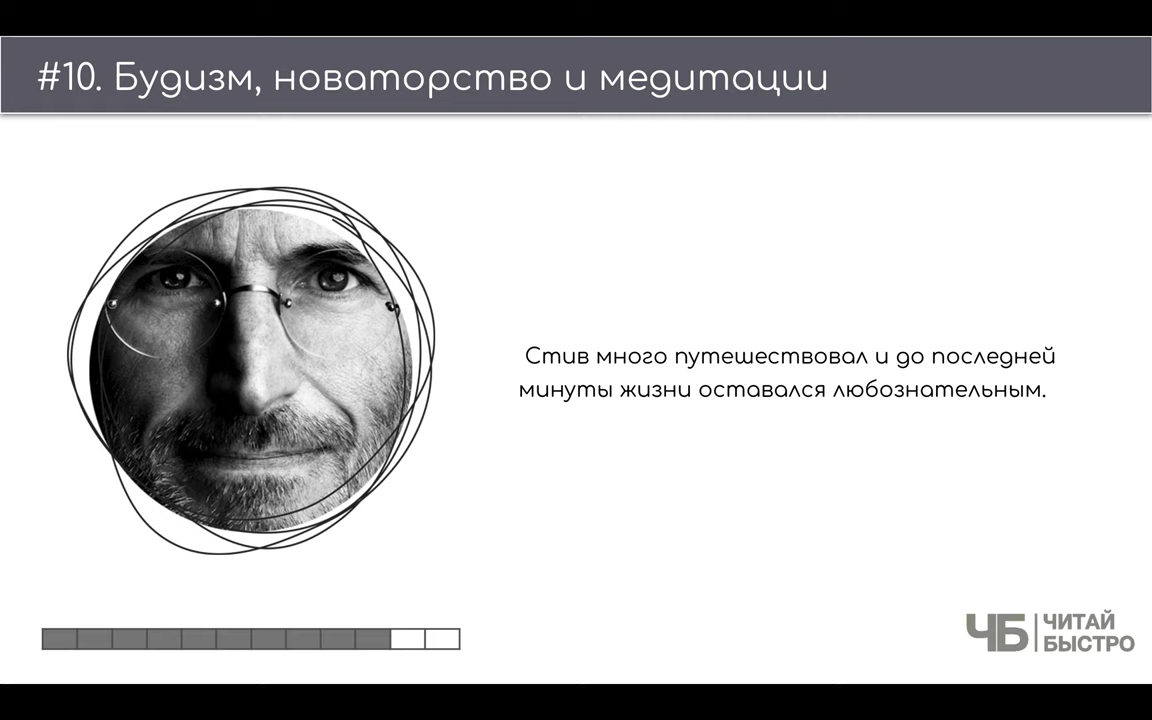 #10. Будизм, новаторство и медитации
Стив много путешествовал и до последней
минуты жизни оставался любознательным.
ЧБ
ЧИТАЙ
БЫСТРО